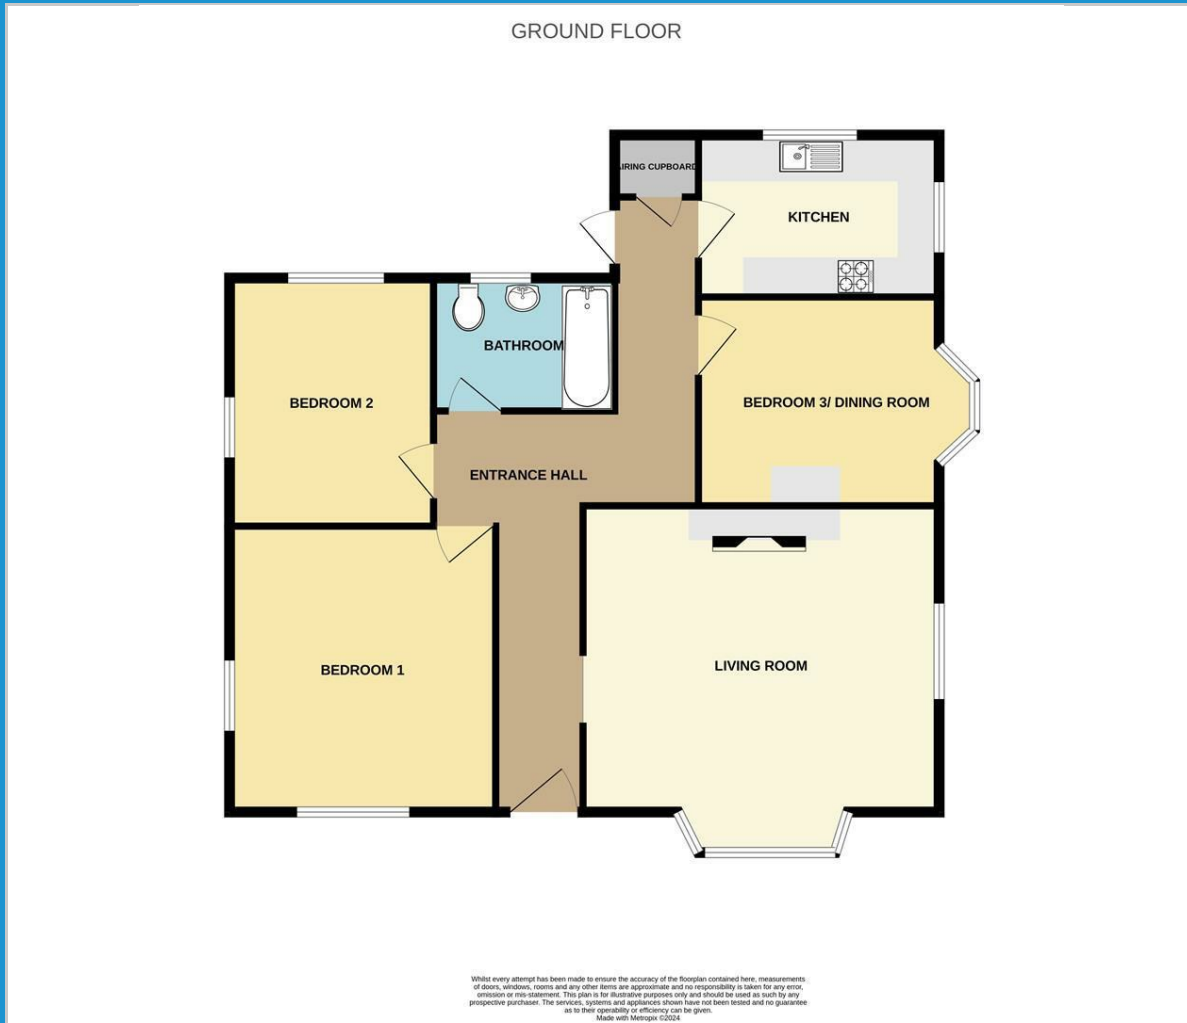 GROUND FLOOR
AIRING CUPBOARD
KITCHEN
BATHROOM
BEDROOM 2
BEDROOM 3/ DINING ROOM
ENTRANCE HALL
LIVING ROOM
BEDROOM 1
Whilst every attempt has been made to ensure the accuracy of the floorplan contained here, measurements
of doors, windows, rooms and any other items are approximate and no responsibility is taken for any error,
omission or mis-statement. This plan is for illustrative purposes only and should be used as such by any
prospective purchaser. The services, systems and appliances shown have not been tested and no guarantee
as to their operability or efficiency can be given.
Made with Metropix ©2024